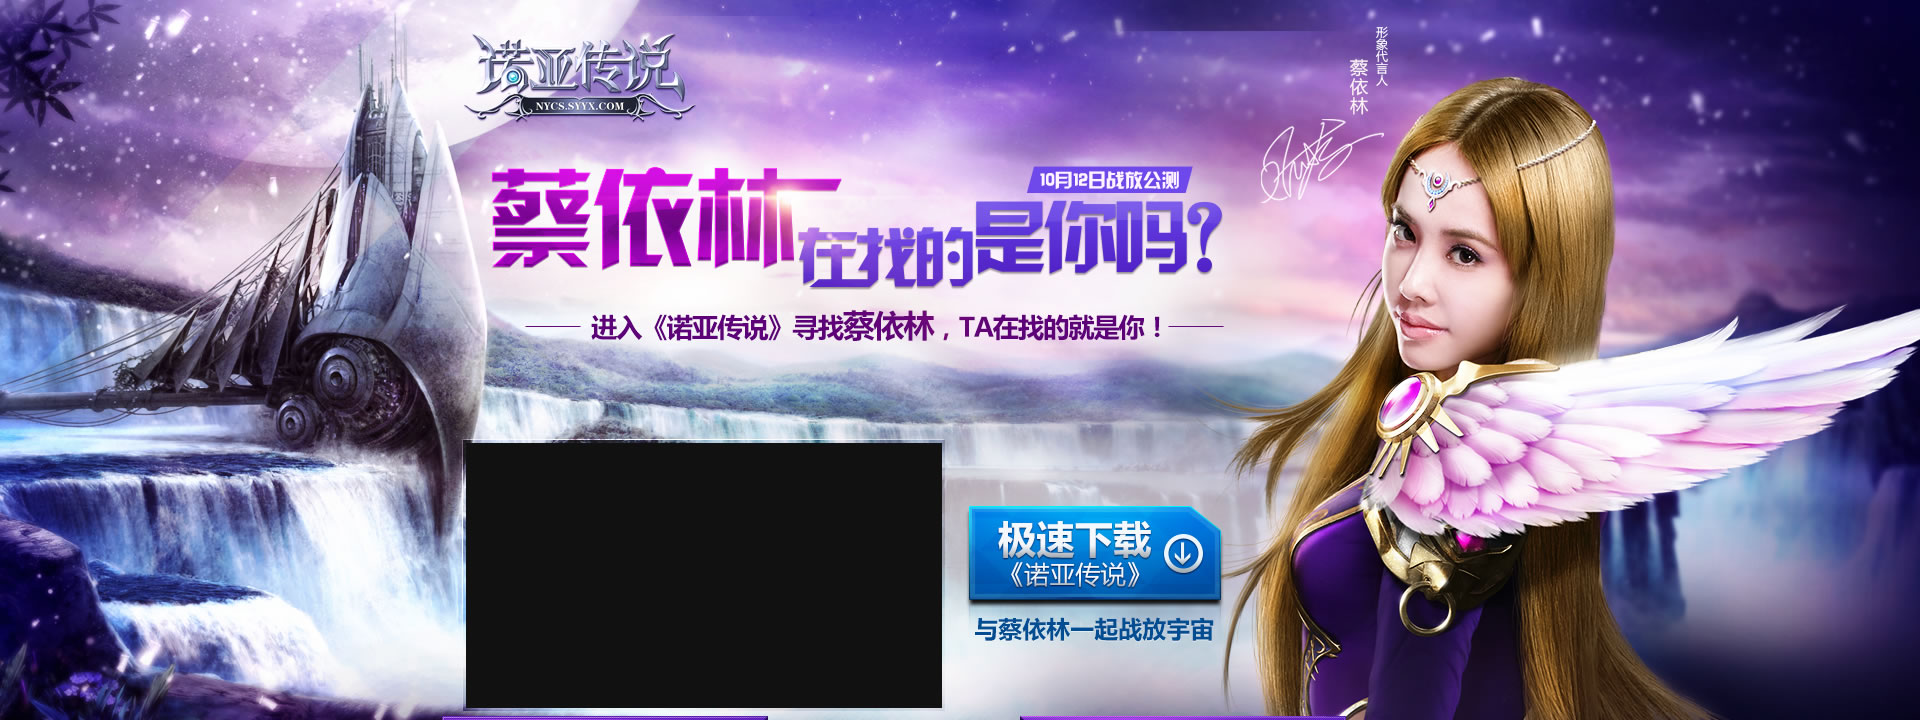 诺亚传说
NYCS.SYYX.COM
形象代言人
蔡依林
10月12日战放公测
蔡依林在找的是你吗?
进入《诺亚传说》寻找蔡依林，TA在找的就是你！
极速下载
《诺亚传说》
与蔡依林一起战放宇宙